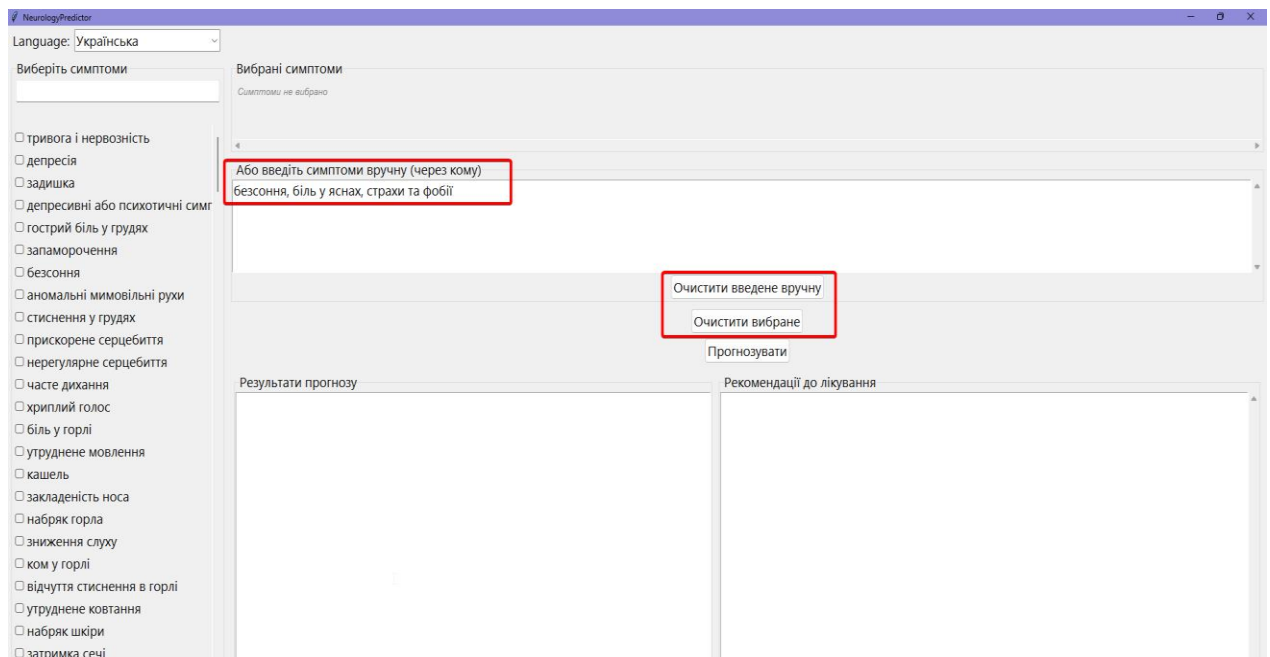 NeurologyPredictor
Language: Українська
Виберіть симптоми
тривога і нервозність
депресія
задишка
депресивні або психотичні симг
гострий біль у грудях
запаморочення
безсоння
аномальні мимовільні рухи
стиснення у грудях
прискорене серцебиття
нерегулярне серцебиття
часте дихання
хриплий голос
біль у горлі
утруднене мовлення
кашель
закладеність носа
набряк горла
зниження слуху
ком у горлі
відчуття стиснення в горлі
утруднене ковтання
набряк шкіри
затримка сечі
Вибрані симптоми
Симптоми не вибрано
Або введіть симптоми вручну (через кому)
безсоння, біль у яснах, страхи та фобії
Очистити введене вручну
Очистити вибране
Прогнозувати
Результати прогнозу
Рекомендації до лікування